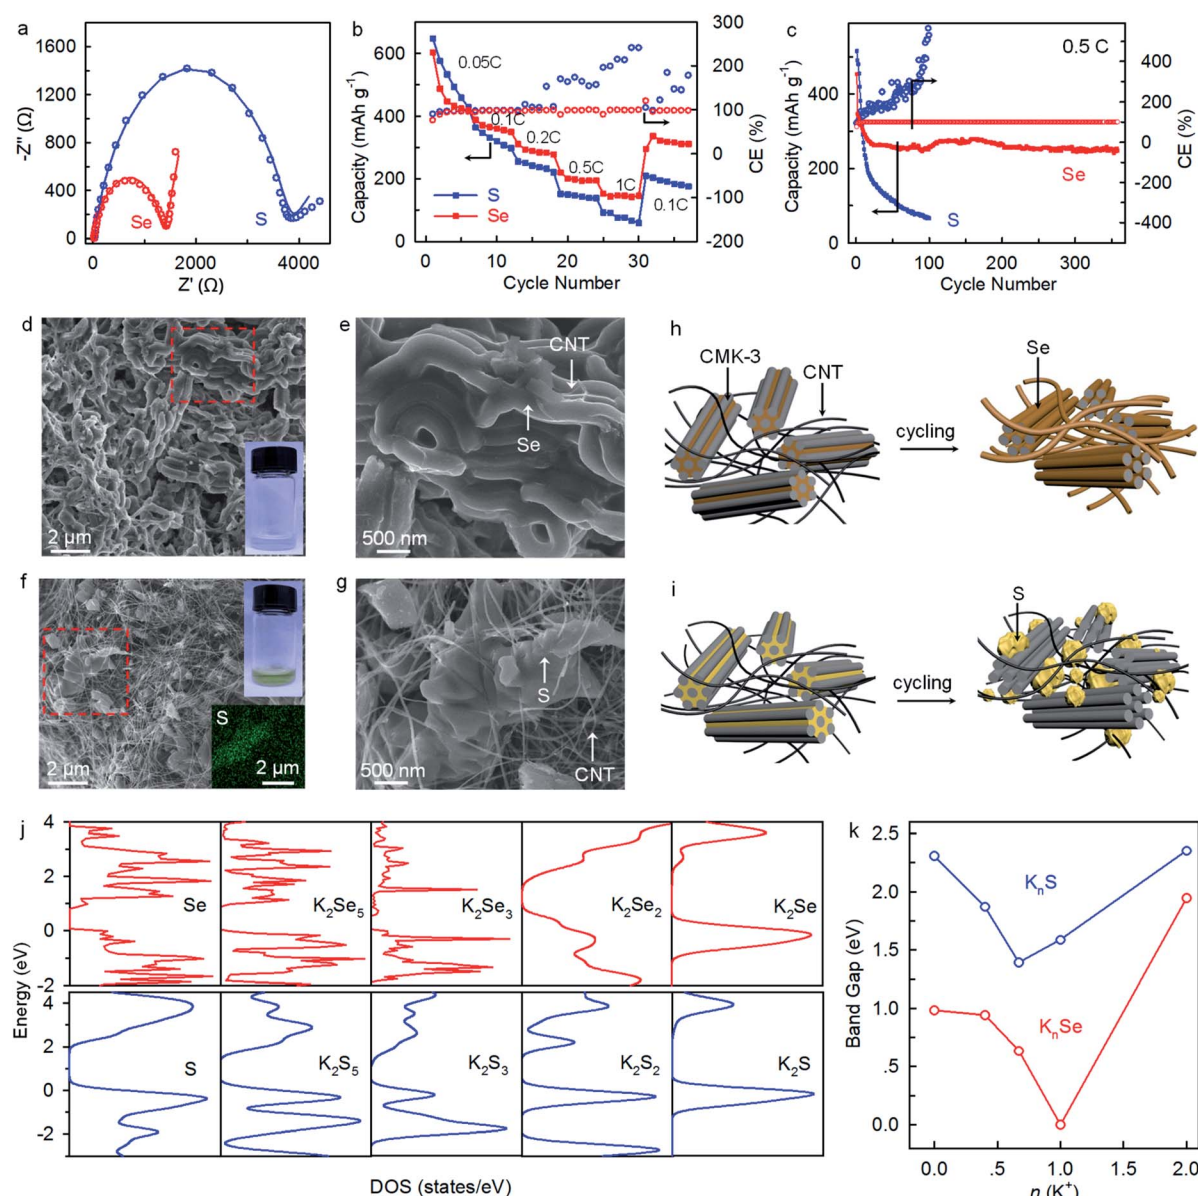 a
1600
1200
800
400
0
-Z'' (Ω)
0 2000 4000
Z' (Ω)
Se
S
b
600
400
200
0
Capacity (mAh g⁻¹)
0.05C
0.1C
0.2C
0.5C
1C
0.1C
S
Se
300
200
100
0
-100
-200
CE (%)
0 10 20 30
Cycle Number
c
0.5 C
400
200
0
Capacity (mAh g⁻¹)
Se
S
400
200
0
-200
-400
CE (%)
0 100 200 300
Cycle Number
d
2 μm
e
CNT
Se
500 nm
h
CMK-3
CNT
cycling
Se
f
S
2 μm
2 μm
g
S
CNT
500 nm
i
cycling
S
j
4
2
0
-2
Se
K₂Se₅
K₂Se₃
K₂Se₂
K₂Se
Energy (eV)
4
2
0
-2
S
K₂S₅
K₂S₃
K₂S₂
K₂S
DOS (states/eV)
k
2.5
2.0
1.5
1.0
.5
0.0
Band Gap (eV)
KₙS
KₙSe
0.0 .5 1.0 1.5 2.0
n (K⁺)